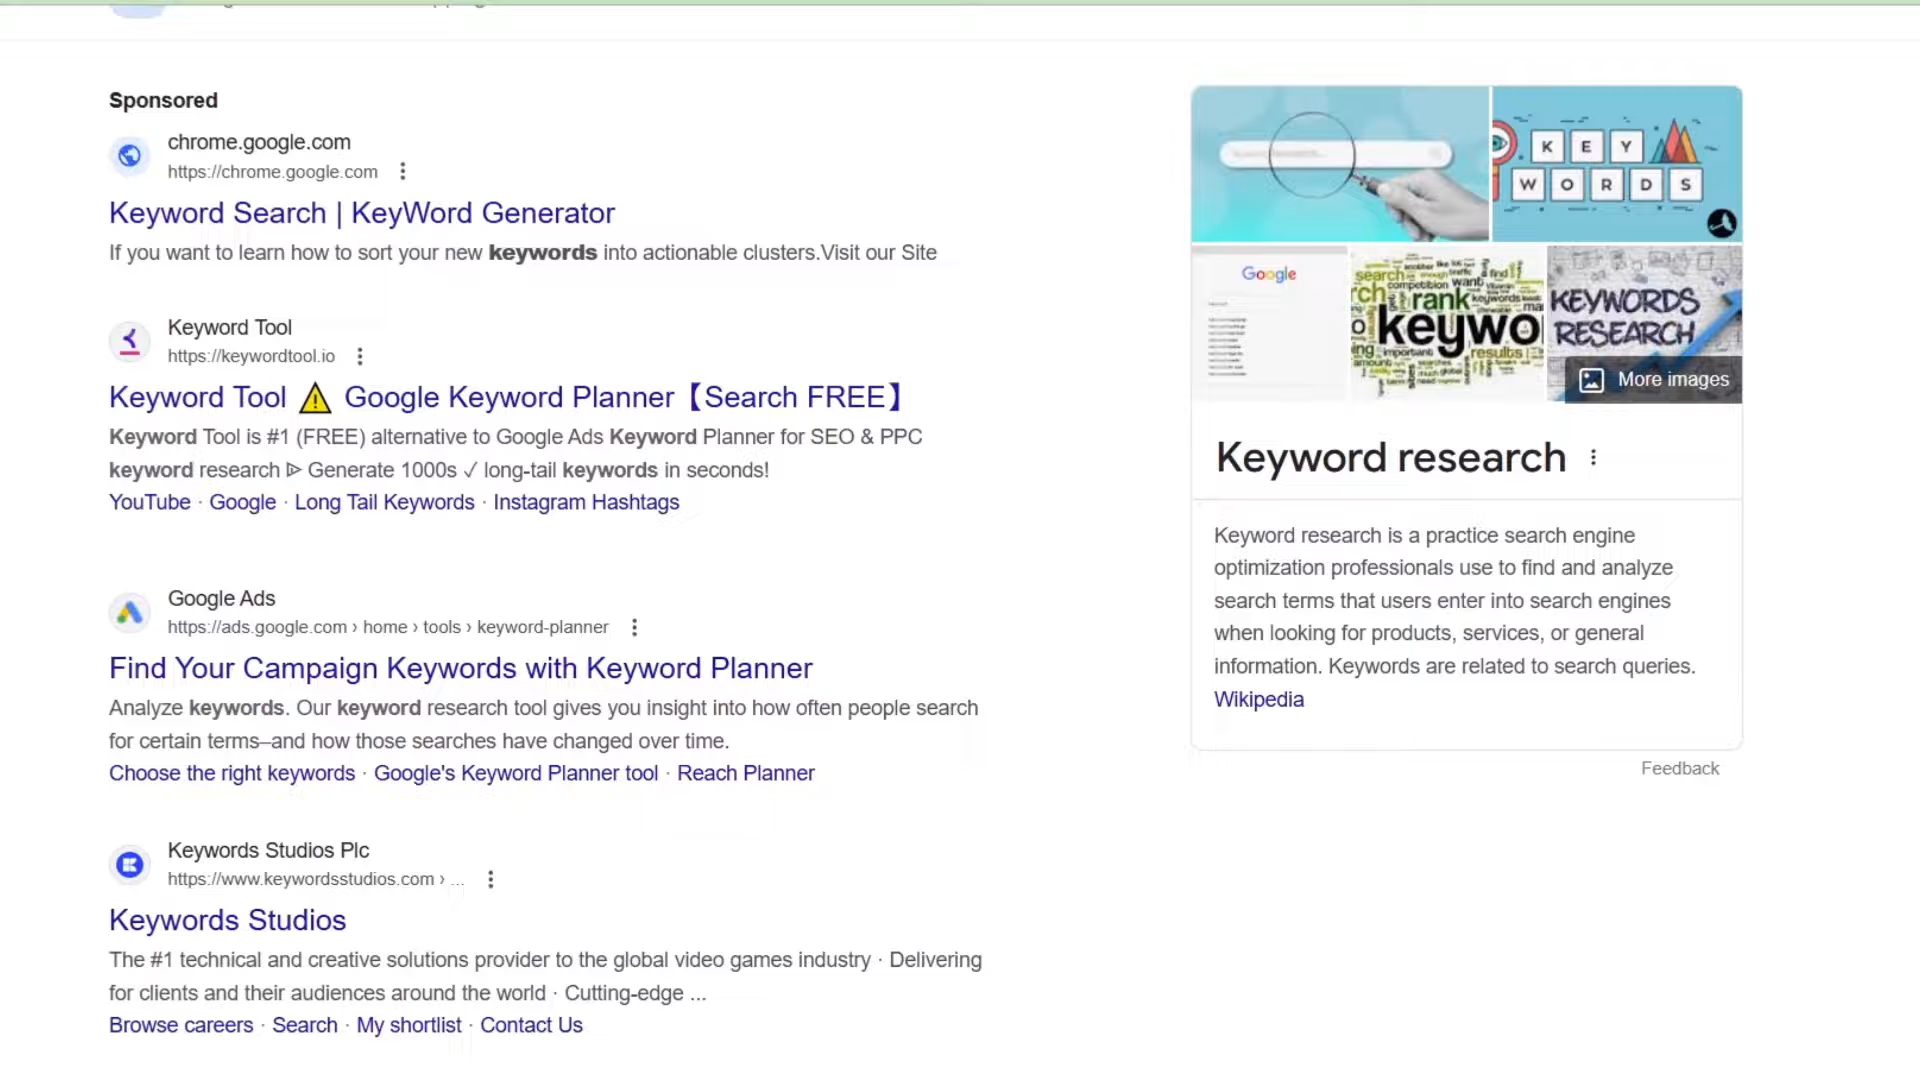 Sponsored
chrome.google.com
https://chrome.google.com
Keyword Search | KeyWord Generator
If you want to learn how to sort your new keywords into actionable clusters.Visit our Site
Keyword Tool
https://keywordtool.io
Keyword Tool ⚠️ Google Keyword Planner【Search FREE】
Keyword Tool is #1 (FREE) alternative to Google Ads Keyword Planner for SEO & PPC
keyword research ᐉ Generate 1000s ✓ long-tail keywords in seconds!
YouTube · Google · Long Tail Keywords · Instagram Hashtags
Google Ads
https://ads.google.com › home › tools › keyword-planner
Find Your Campaign Keywords with Keyword Planner
Analyze keywords. Our keyword research tool gives you insight into how often people search
for certain terms–and how those searches have changed over time.
Choose the right keywords · Google's Keyword Planner tool · Reach Planner
Keywords Studios Plc
https://www.keywordsstudios.com › ...
Keywords Studios
The #1 technical and creative solutions provider to the global video games industry · Delivering
for clients and their audiences around the world · Cutting-edge ...
Browse careers · Search · My shortlist · Contact Us
KEY
WORDS
Google
search
competition want
rank keywords
keywo
important results
KEYWORDS
RESEARCH
More images
Keyword research
Keyword research is a practice search engine
optimization professionals use to find and analyze
search terms that users enter into search engines
when looking for products, services, or general
information. Keywords are related to search queries.
Wikipedia
Feedback